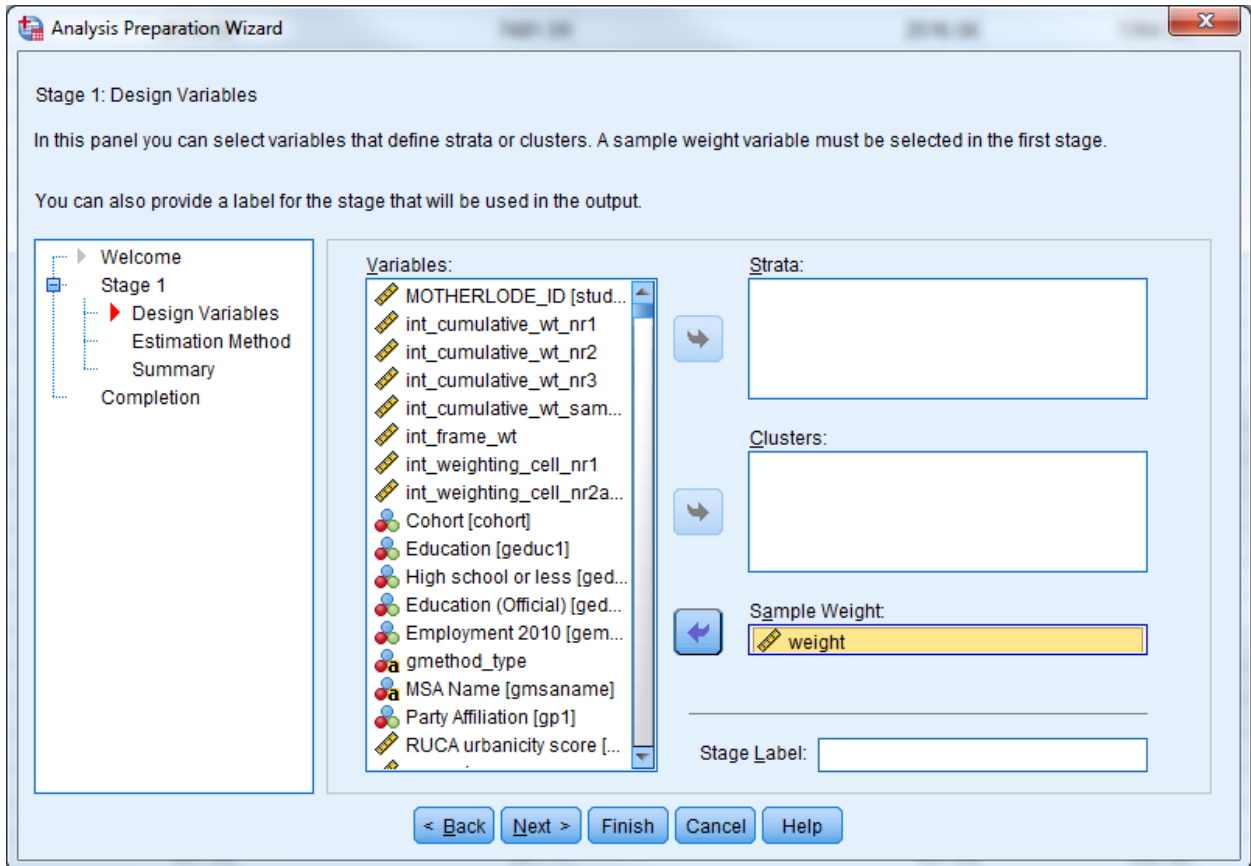 Analysis Preparation Wizard
Stage 1: Design Variables
In this panel you can select variables that define strata or clusters. A sample weight variable must be selected in the first stage.
You can also provide a label for the stage that will be used in the output.
Welcome
Stage 1
Design Variables
Estimation Method
Summary
Completion
Variables:
MOTHERLODE_ID [stud...
int_cumulative_wt_nr1
int_cumulative_wt_nr2
int_cumulative_wt_nr3
int_cumulative_wt_sam...
int_frame_wt
int_weighting_cell_nr1
int_weighting_cell_nr2a...
Cohort [cohort]
Education [geduc1]
High school or less [ged...
Education (Official) [ged...
Employment 2010 [gem...
gmethod_type
MSA Name [gmsaname]
Party Affiliation [gp1]
RUCA urbanicity score [...
Strata:
Clusters:
Sample Weight:
weight
Stage Label:
< Back
Next >
Finish
Cancel
Help